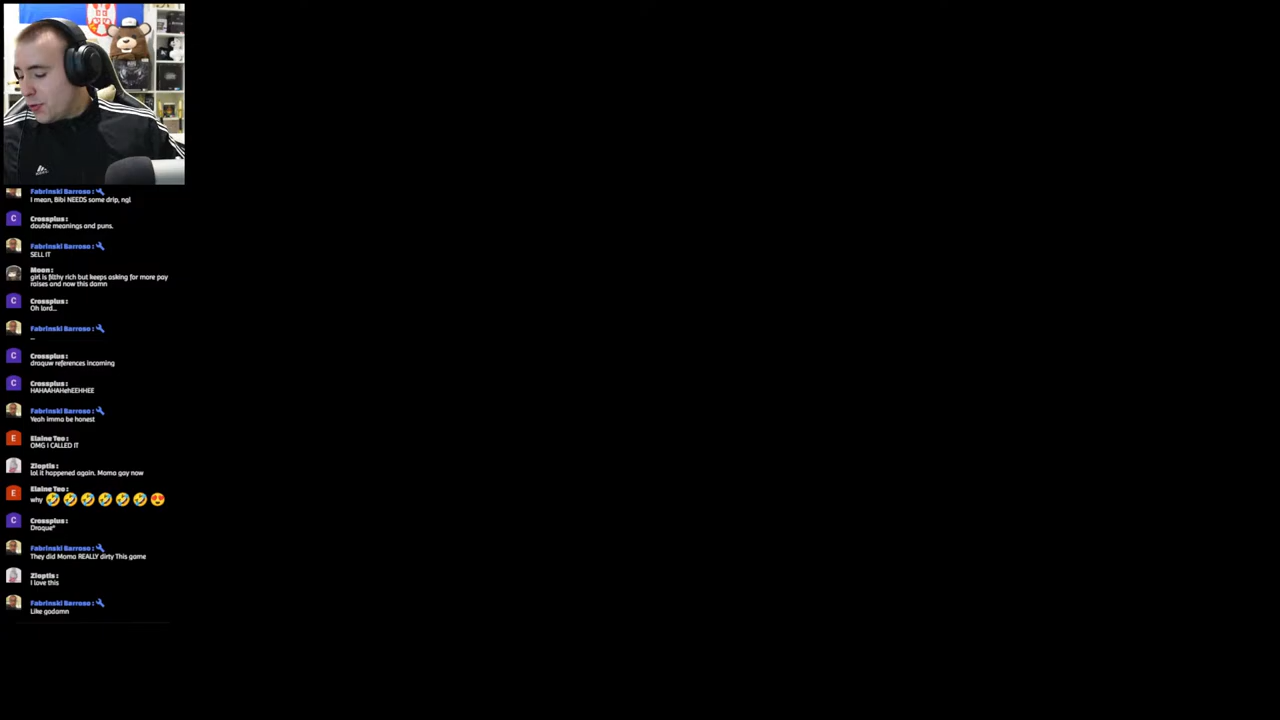 Fabrinski Barroso :
I mean, Bibi NEEDS some drip, ngl
C
Crossplus :
double meanings and puns.
Fabrinski Barroso :
SELL IT
Moon :
girl is filthy rich but keeps asking for more pay
raises and now this damn
C
Crossplus :
Oh lord...
Fabrinski Barroso :
...
C
Crossplus :
draquw references incoming
C
Crossplus :
HAHAAHAHehEEHHEE
Fabrinski Barroso :
Yeah imma be honest
E
Elaine Teo :
OMG I CALLED IT
Zioptis :
lol it happened again. Mama gay now
E
Elaine Teo :
why 🤣🤣🤣🤣🤣🤣😍
C
Crossplus :
Draque*
Fabrinski Barroso :
They did Moma REALLY dirty This game
Zioptis :
I love this
Fabrinski Barroso :
Like godamn